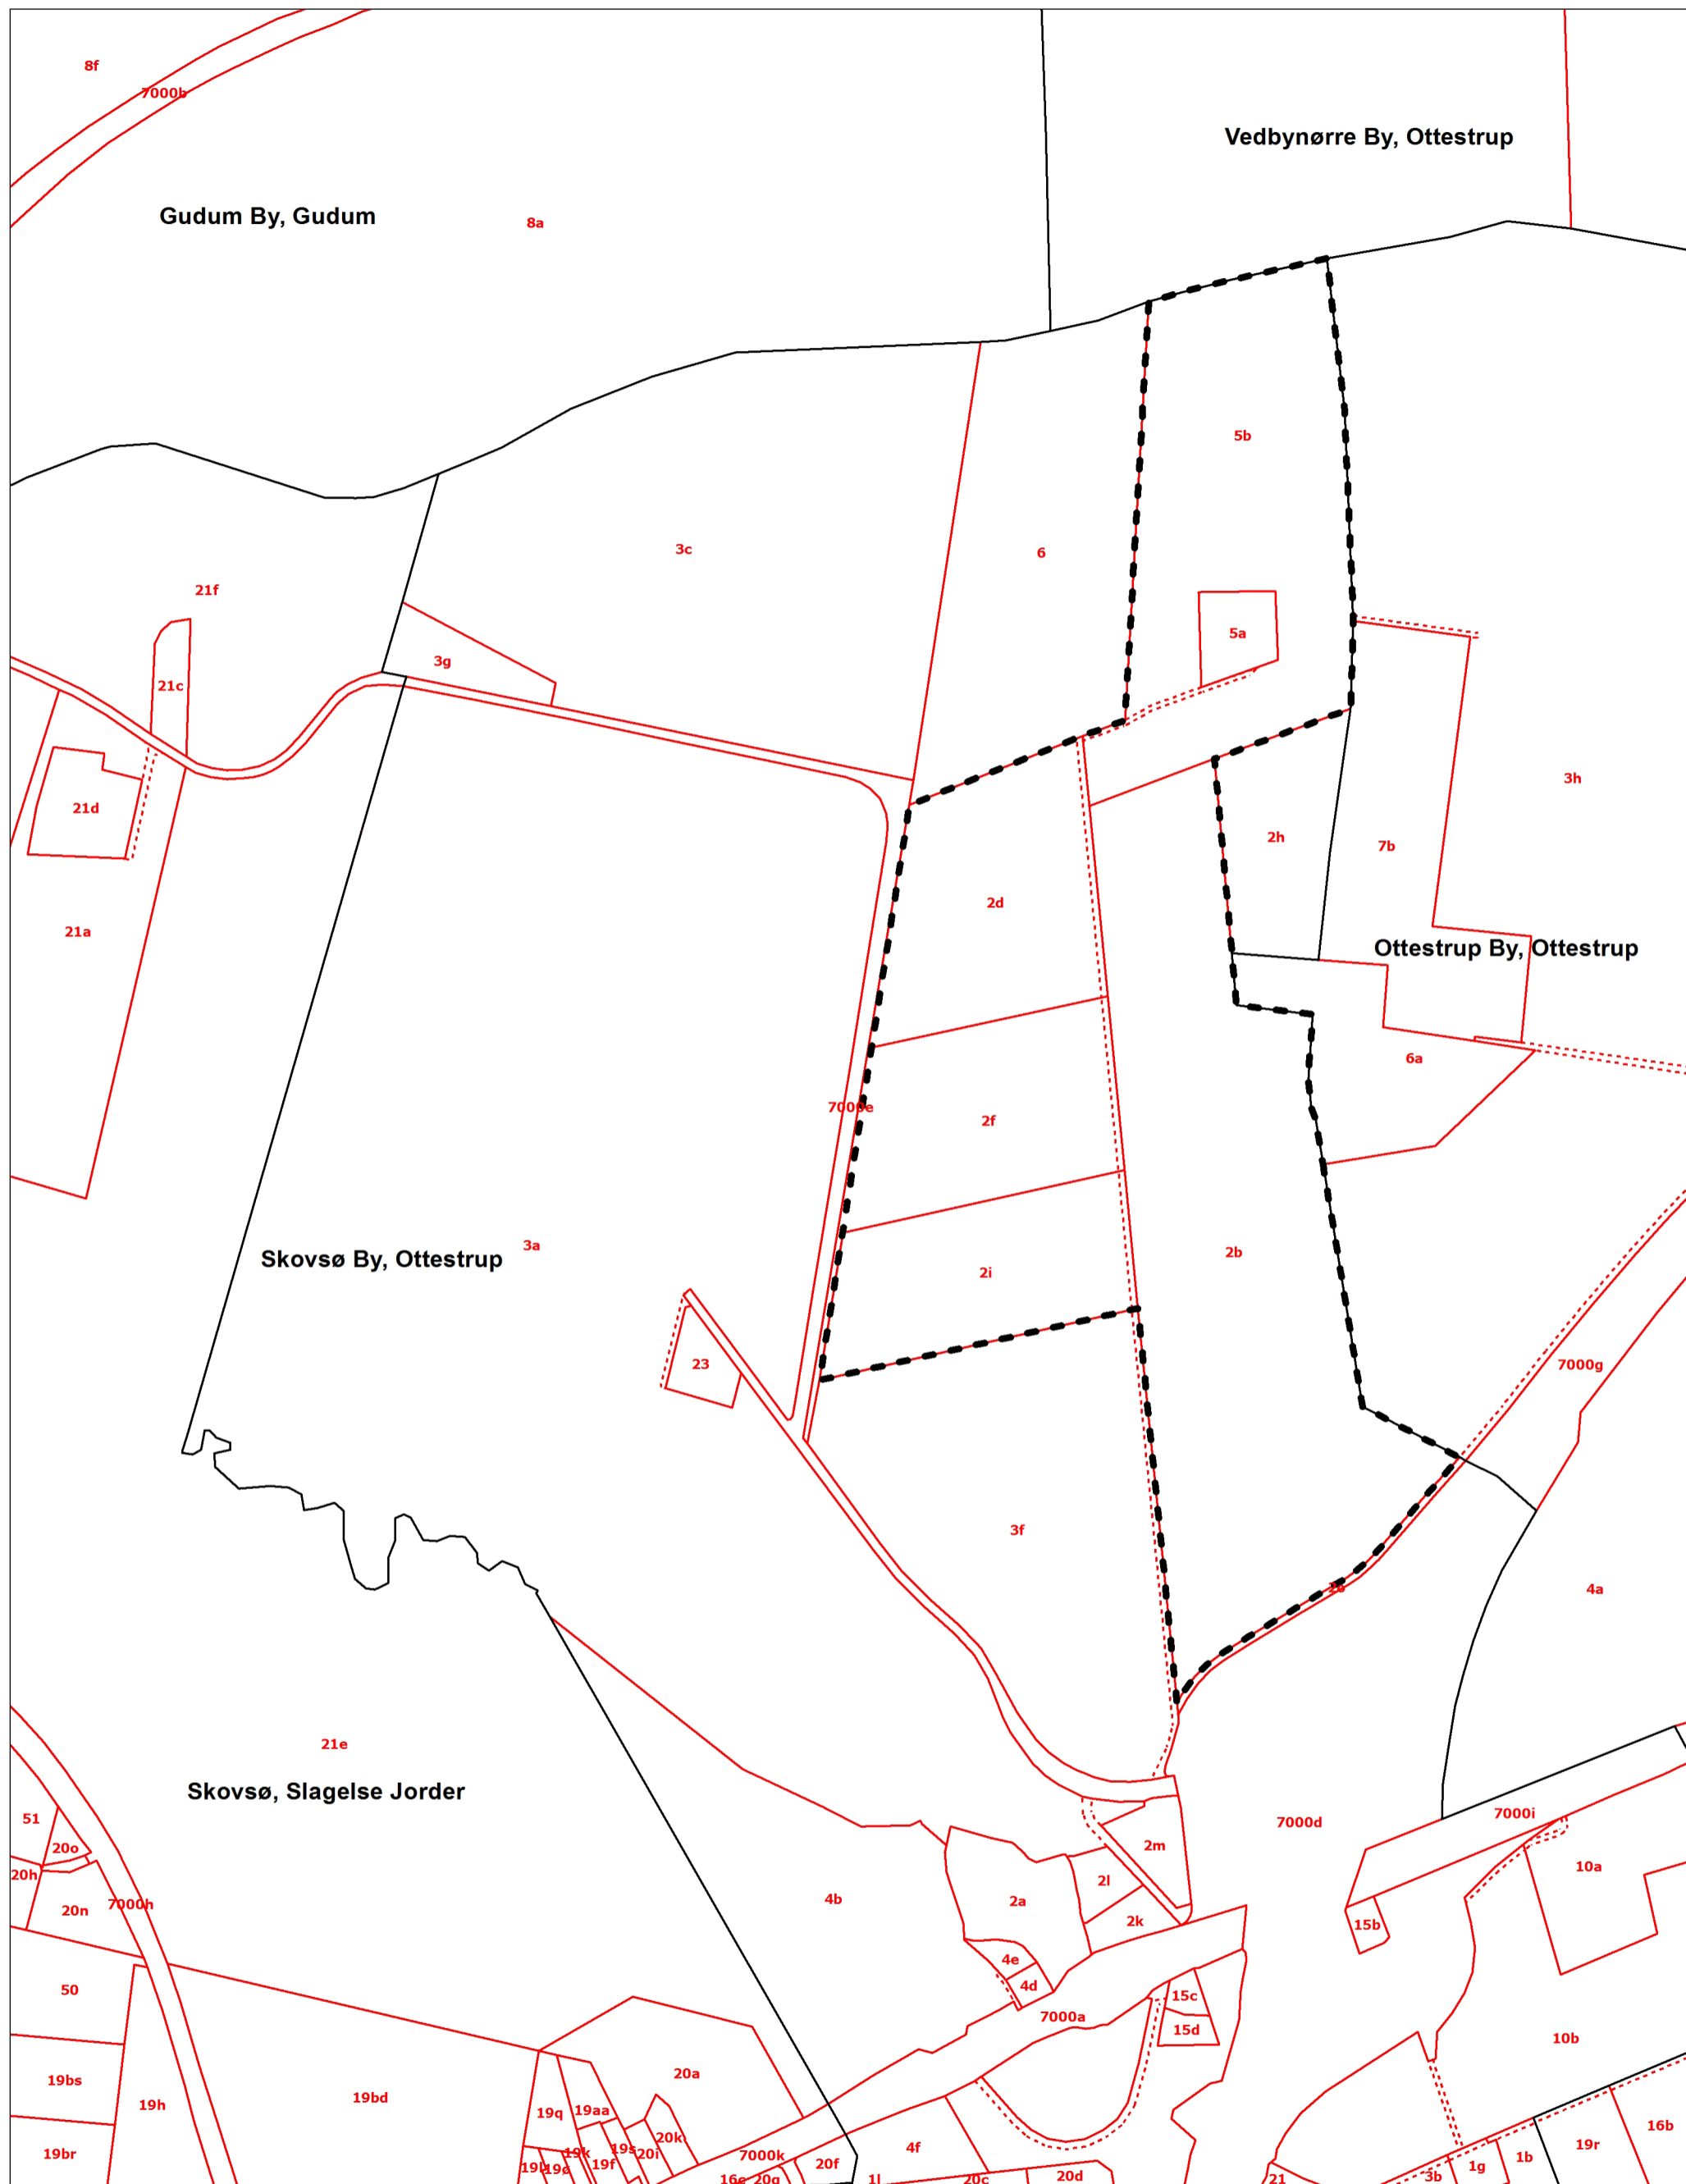 8f
7000b
Vedbynørre By, Ottestrup
Gudum By, Gudum
8a
5b
3c
6
21f
5a
3g
21c
3h
21d
2h
7b
2d
21a
Ottestrup By, Ottestrup
6a
7000e
2f
3a
2b
Skovsø By, Ottestrup
2i
23
7000g
3f
4a
21e
Skovsø, Slagelse Jorder
7000i
51
7000d
20o
2m
10a
20h
2l
4b
2a
7000h
20n
2k
15b
4e
4d
50
15c
7000a
15d
10b
20a
19bs
19bd
19h
19aa
19q
16b
20k
19s
4f
19r
19br
19k
20i
7000k
1b
20f
19f
1g
20d
3b
20c
1l
20g
21